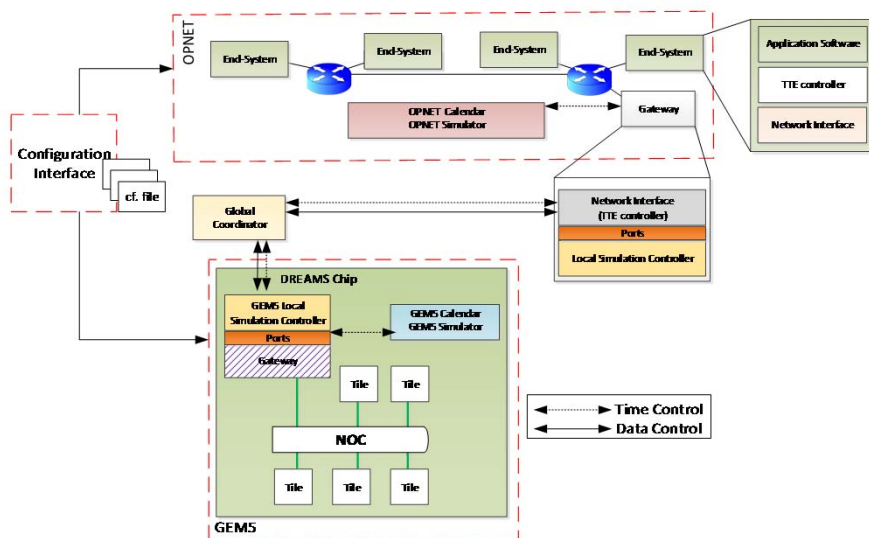 OPNET
End-System
End-System
End-System
End-System
Application Software
TTE controller
Network Interface
OPNET Calendar
OPNET Simulator
Gateway
Configuration
Interface
cf. file
Global
Coordinator
Network Interface
(TTE controller)
Ports
Local Simulation Controller
DREAMS Chip
GEM5 Local
Simulation Controller
Ports
Gateway
GEM5 Calendar
GEM5 Simulator
Tile
Tile
NOC
Tile
Tile
Tile
GEM5
Time Control
Data Control